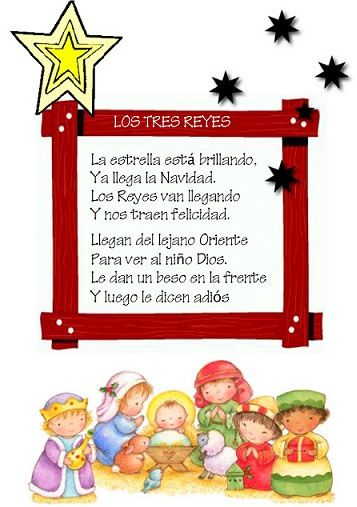 LOS TRES REYES
La estrella está brillando,
Ya llega la Navidad.
Los Reyes van llegando
Y nos traen felicidad.
Llegan del lejano Oriente
Para ver al niño Dios.
Le dan un beso en la frente
Y luego le dicen adiós